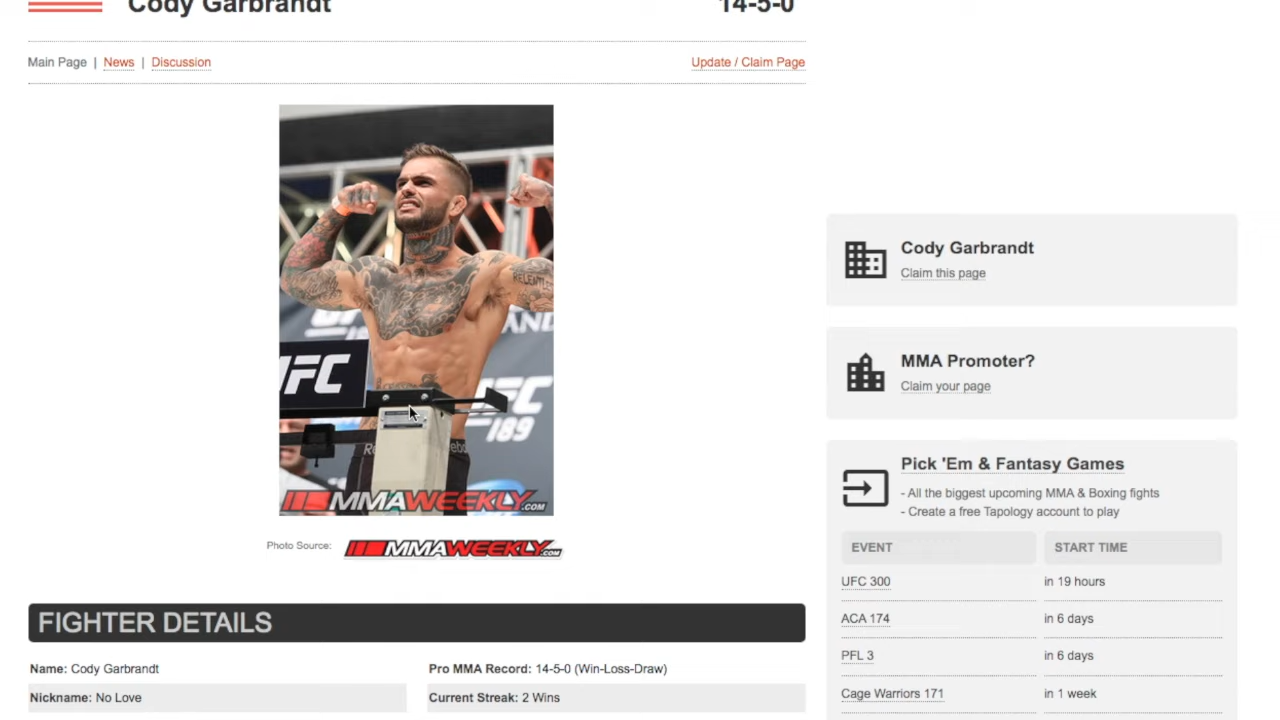 Cody Garbrandt
14-5-0
Main Page | News | Discussion
Update / Claim Page
RELENTLE
UFC
189
UFC
MMAWEEKLY.COM
Photo Source:
MMAWEEKLY.COM
FIGHTER DETAILS
Name: Cody Garbrandt
Pro MMA Record: 14-5-0 (Win-Loss-Draw)
Nickname: No Love
Current Streak: 2 Wins
Cody Garbrandt
Claim this page
MMA Promoter?
Claim your page
Pick 'Em & Fantasy Games
- All the biggest upcoming MMA & Boxing fights
- Create a free Tapology account to play
EVENT
START TIME
UFC 300
in 19 hours
ACA 174
in 6 days
PFL 3
in 6 days
Cage Warriors 171
in 1 week